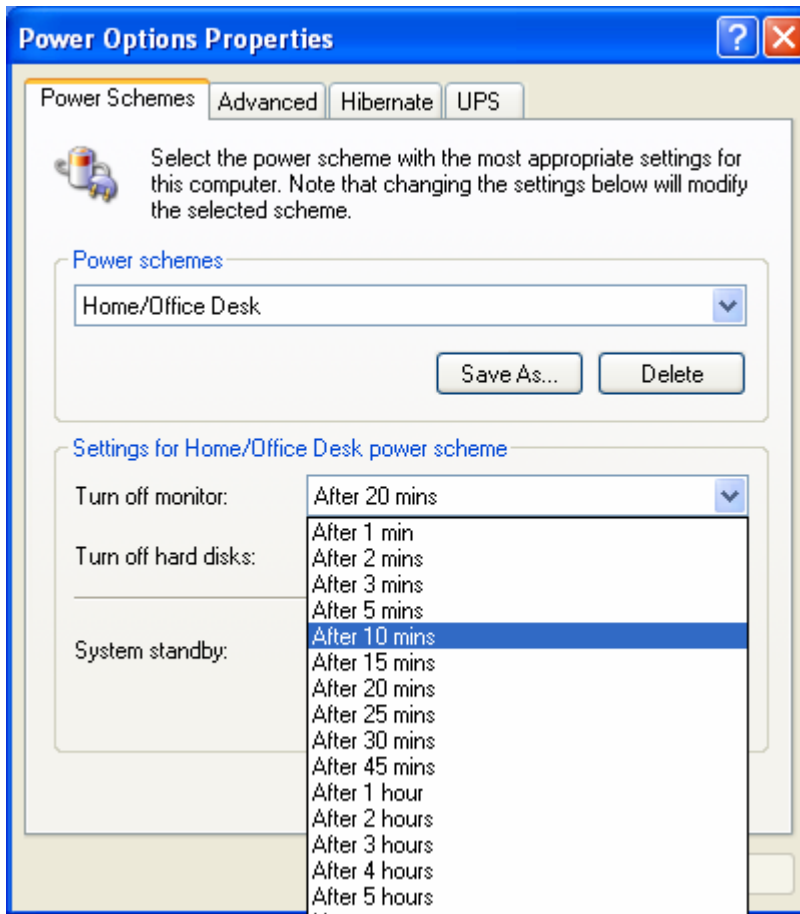 Power Options Properties
Power Schemes Advanced Hibernate UPS
Select the power scheme with the most appropriate settings for
this computer. Note that changing the settings below will modify
the selected scheme.
Power schemes
Home/Office Desk
Save As... Delete
Settings for Home/Office Desk power scheme
Turn off monitor: After 20 mins
After 1 min
After 2 mins
Turn off hard disks:
After 3 mins
After 5 mins
After 10 mins
System standby:
After 15 mins
After 20 mins
After 25 mins
After 30 mins
After 45 mins
After 1 hour
After 2 hours
After 3 hours
After 4 hours
After 5 hours